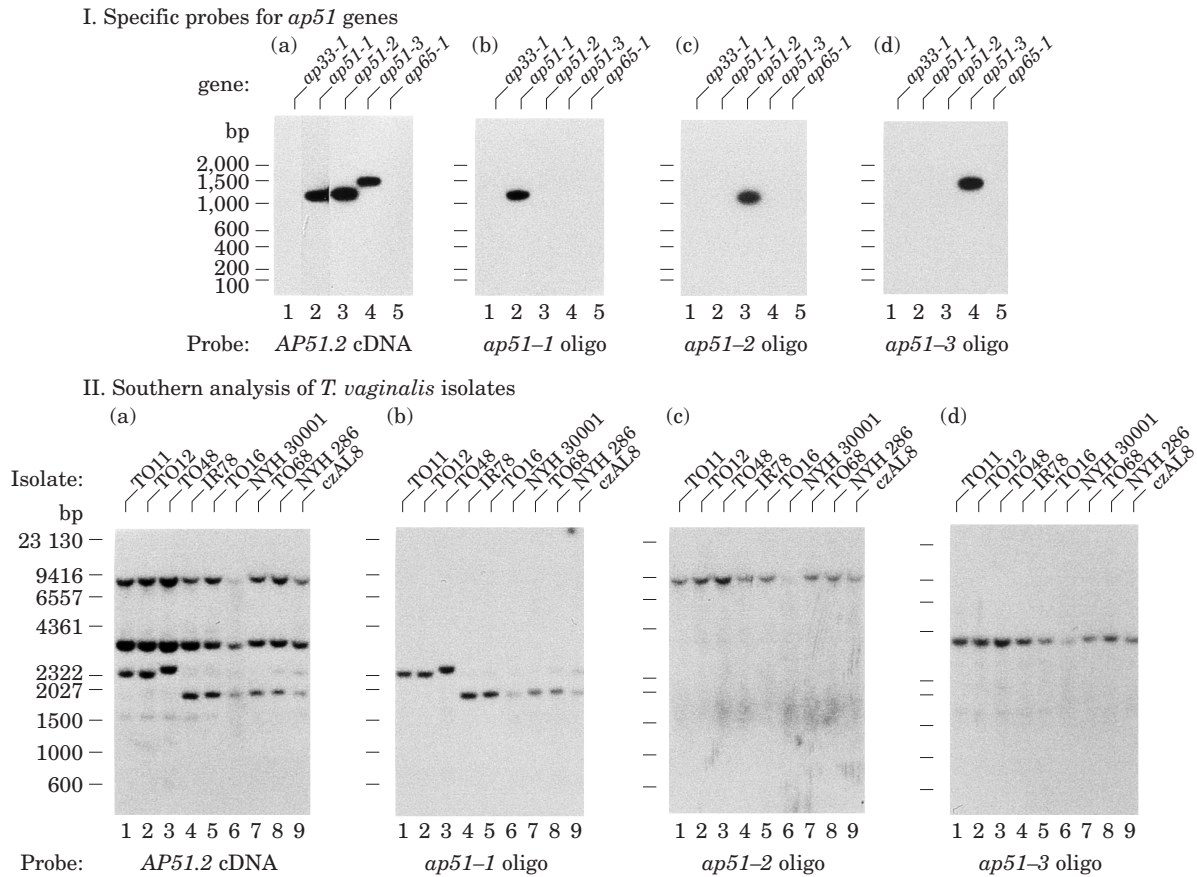 I. Specific probes for ap51 genes
(a) (b) (c) (d)
gene: ap33-1 ap51-1 ap51-2 ap51-3 ap65-1 ap33-1 ap51-1 ap51-2 ap51-3 ap65-1 ap33-1 ap51-1 ap51-2 ap51-3 ap65-1 ap33-1 ap51-1 ap51-2 ap51-3 ap65-1
bp
2,000
1,500
1,000
600
400
200
100
1 2 3 4 5 1 2 3 4 5 1 2 3 4 5 1 2 3 4 5
Probe: AP51.2 cDNA ap51–1 oligo ap51–2 oligo ap51–3 oligo
II. Southern analysis of T. vaginalis isolates
(a) (b) (c) (d)
Isolate: TO11 TO12 TO48 IR78 TO16 NYH 30001 TO68 NYH 286 czAL8 TO11 TO12 TO48 IR78 TO16 NYH 30001 TO68 NYH 286 czAL8 TO11 TO12 TO48 IR78 TO16 NYH 30001 TO68 NYH 286 czAL8 TO11 TO12 TO48 IR78 TO16 NYH 30001 TO68 NYH 286 czAL8
bp
23 130
9416
6557
4361
2322
2027
1500
1000
600
1 2 3 4 5 6 7 8 9 1 2 3 4 5 6 7 8 9 1 2 3 4 5 6 7 8 9 1 2 3 4 5 6 7 8 9
Probe: AP51.2 cDNA ap51–1 oligo ap51–2 oligo ap51–3 oligo